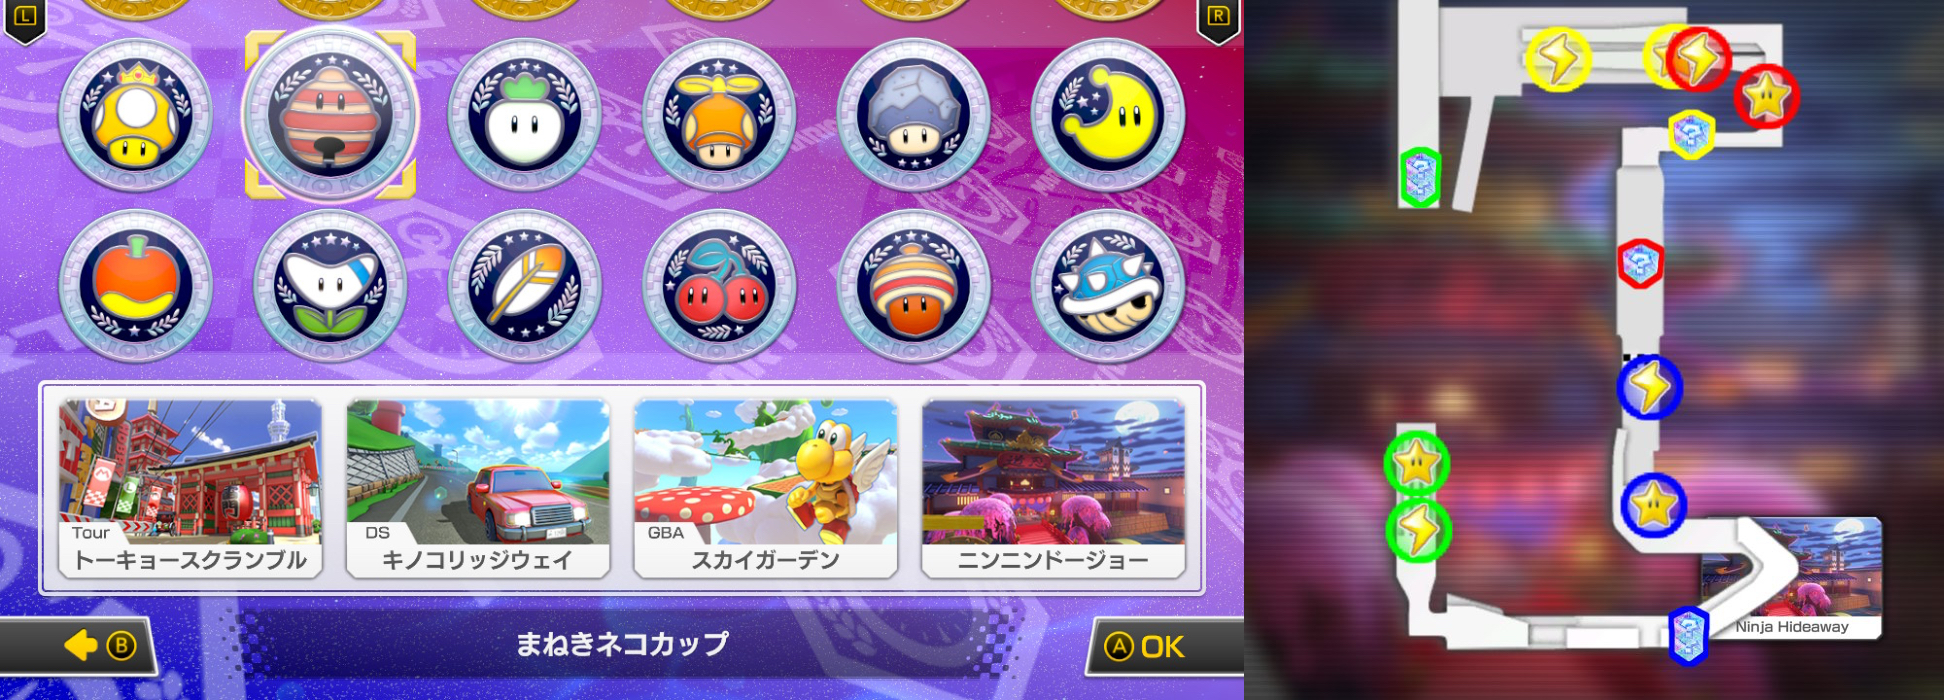 L
R
Tour
トーキョースクランブル
DS
キノコリッジウェイ
GBA
スカイガーデン
ニンニンドージョー
B
まねきネコカップ
A OK
Ninja Hideaway